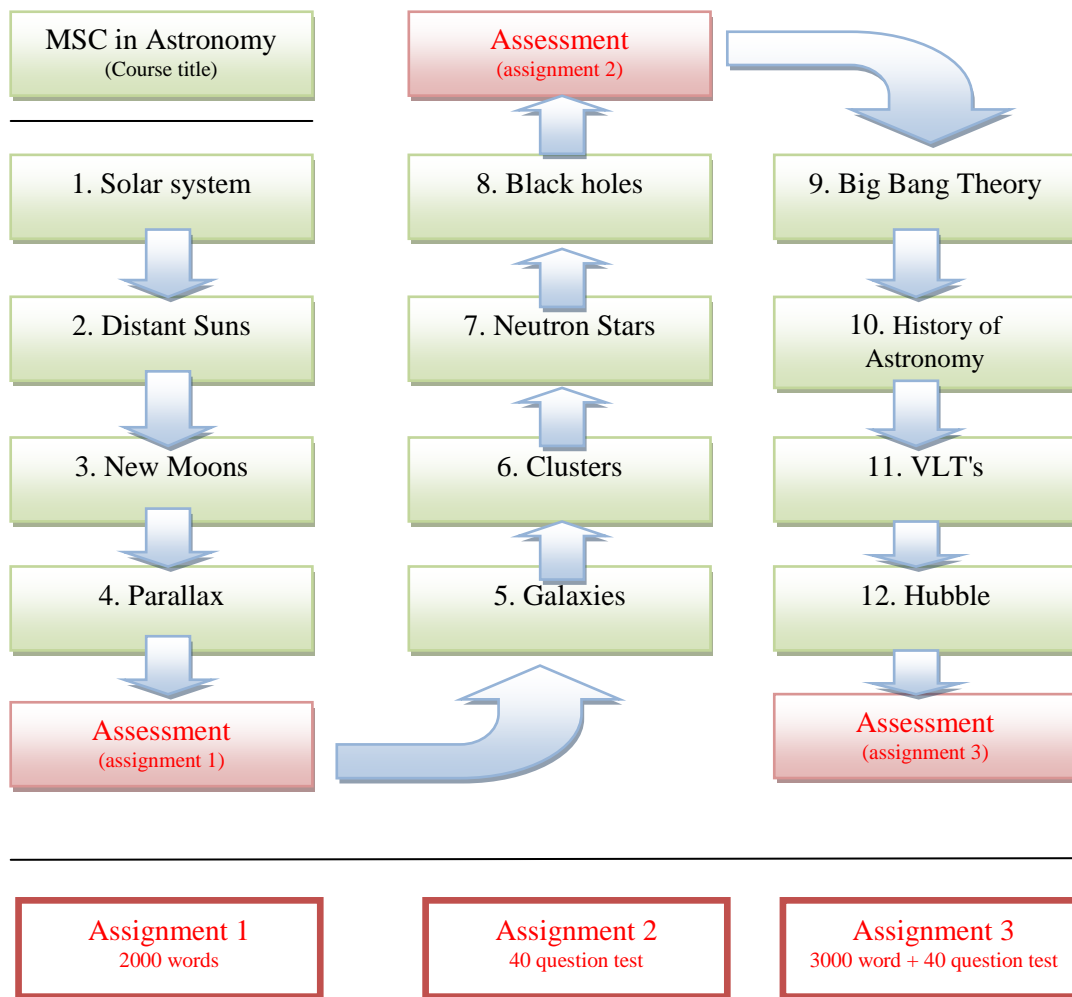 MSC in Astronomy
(Course title)
1. Solar system
2. Distant Suns
3. New Moons
4. Parallax
Assessment
(assignment 1)
5. Galaxies
6. Clusters
7. Neutron Stars
8. Black holes
Assessment
(assignment 2)
9. Big Bang Theory
10. History of
Astronomy
11. VLT's
12. Hubble
Assessment
(assignment 3)
Assignment 1
2000 words
Assignment 2
40 question test
Assignment 3
3000 word + 40 question test